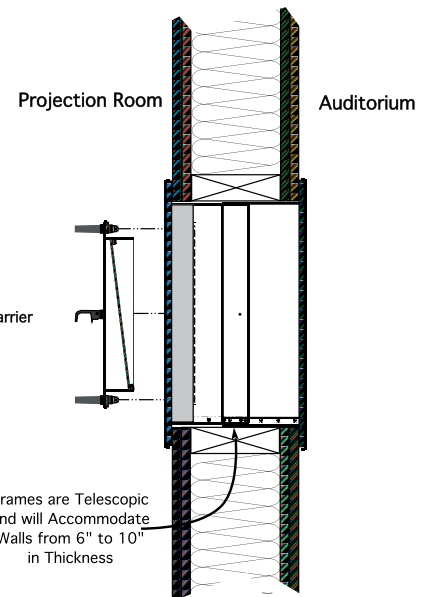 Projection Room
Auditorium
arrier
rames are Telescopic
nd will Accommodate
Walls from 6" to 10"
in Thickness